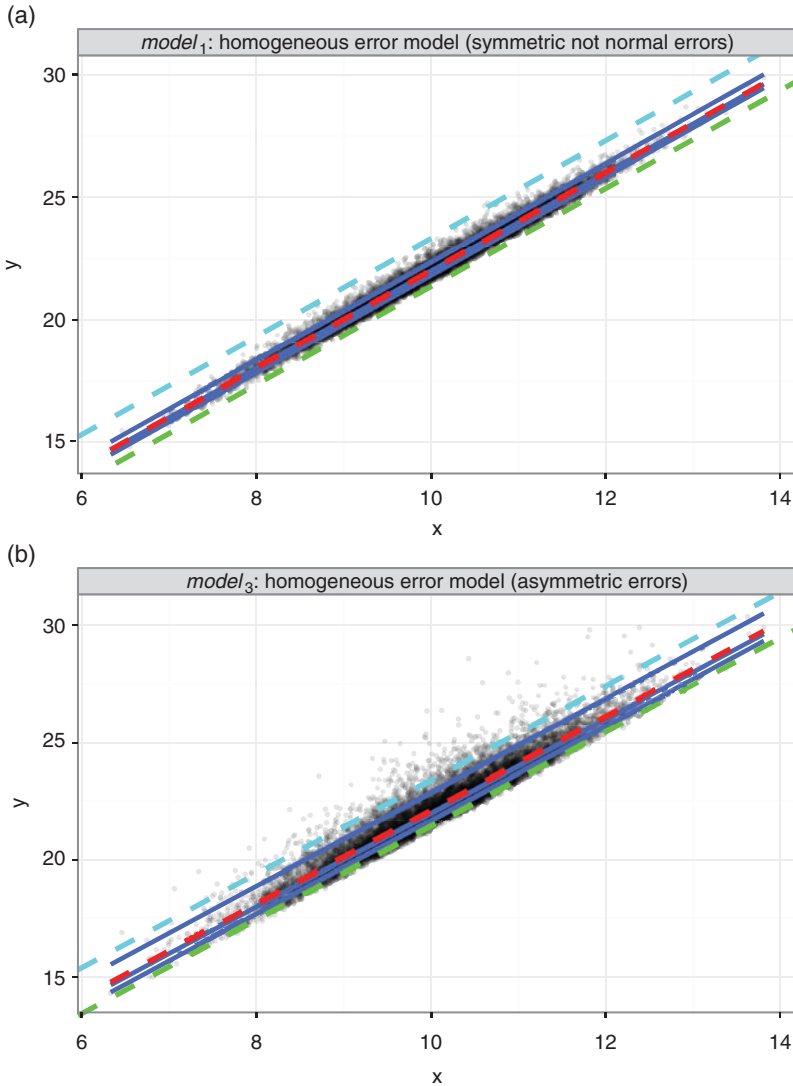 (a)
model1: homogeneous error model (symmetric not normal errors)
30
25
20
15
y
6 8 10 12 14
x
(b)
model3: homogeneous error model (asymmetric errors)
30
25
20
15
y
6 8 10 12 14
x